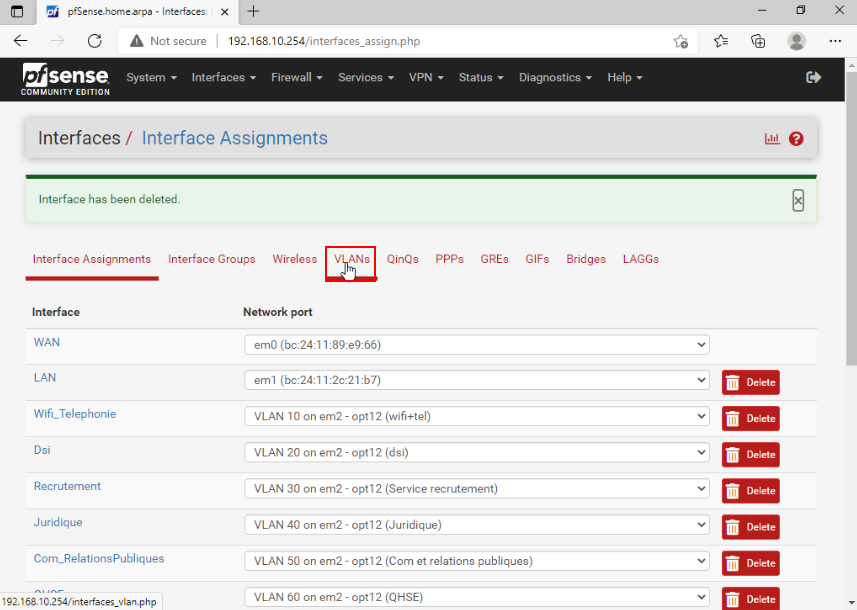 pfSense.home.arpa - Interfaces:
Not secure | 192.168.10.254/interfaces_assign.php
pfsense
COMMUNITY EDITION
System Interfaces Firewall Services VPN Status Diagnostics Help
Interfaces / Interface Assignments
Interface has been deleted.
Interface Assignments Interface Groups Wireless VLANs QinQs PPPs GREs GIFs Bridges LAGGs
Interface Network port
WAN em0 (bc:24:11:89:e9:66)
LAN em1 (bc:24:11:2c:21:b7) Delete
Wifi_Telephonie VLAN 10 on em2 - opt12 (wifi+tel) Delete
Dsi VLAN 20 on em2 - opt12 (dsi) Delete
Recrutement VLAN 30 on em2 - opt12 (Service recrutement) Delete
Juridique VLAN 40 on em2 - opt12 (Juridique) Delete
Com_RelationsPubliques VLAN 50 on em2 - opt12 (Com et relations publiques) Delete
VLAN 60 on em2 - opt12 (QHSE) Delete
192.168.10.254/interfaces_vlan.php